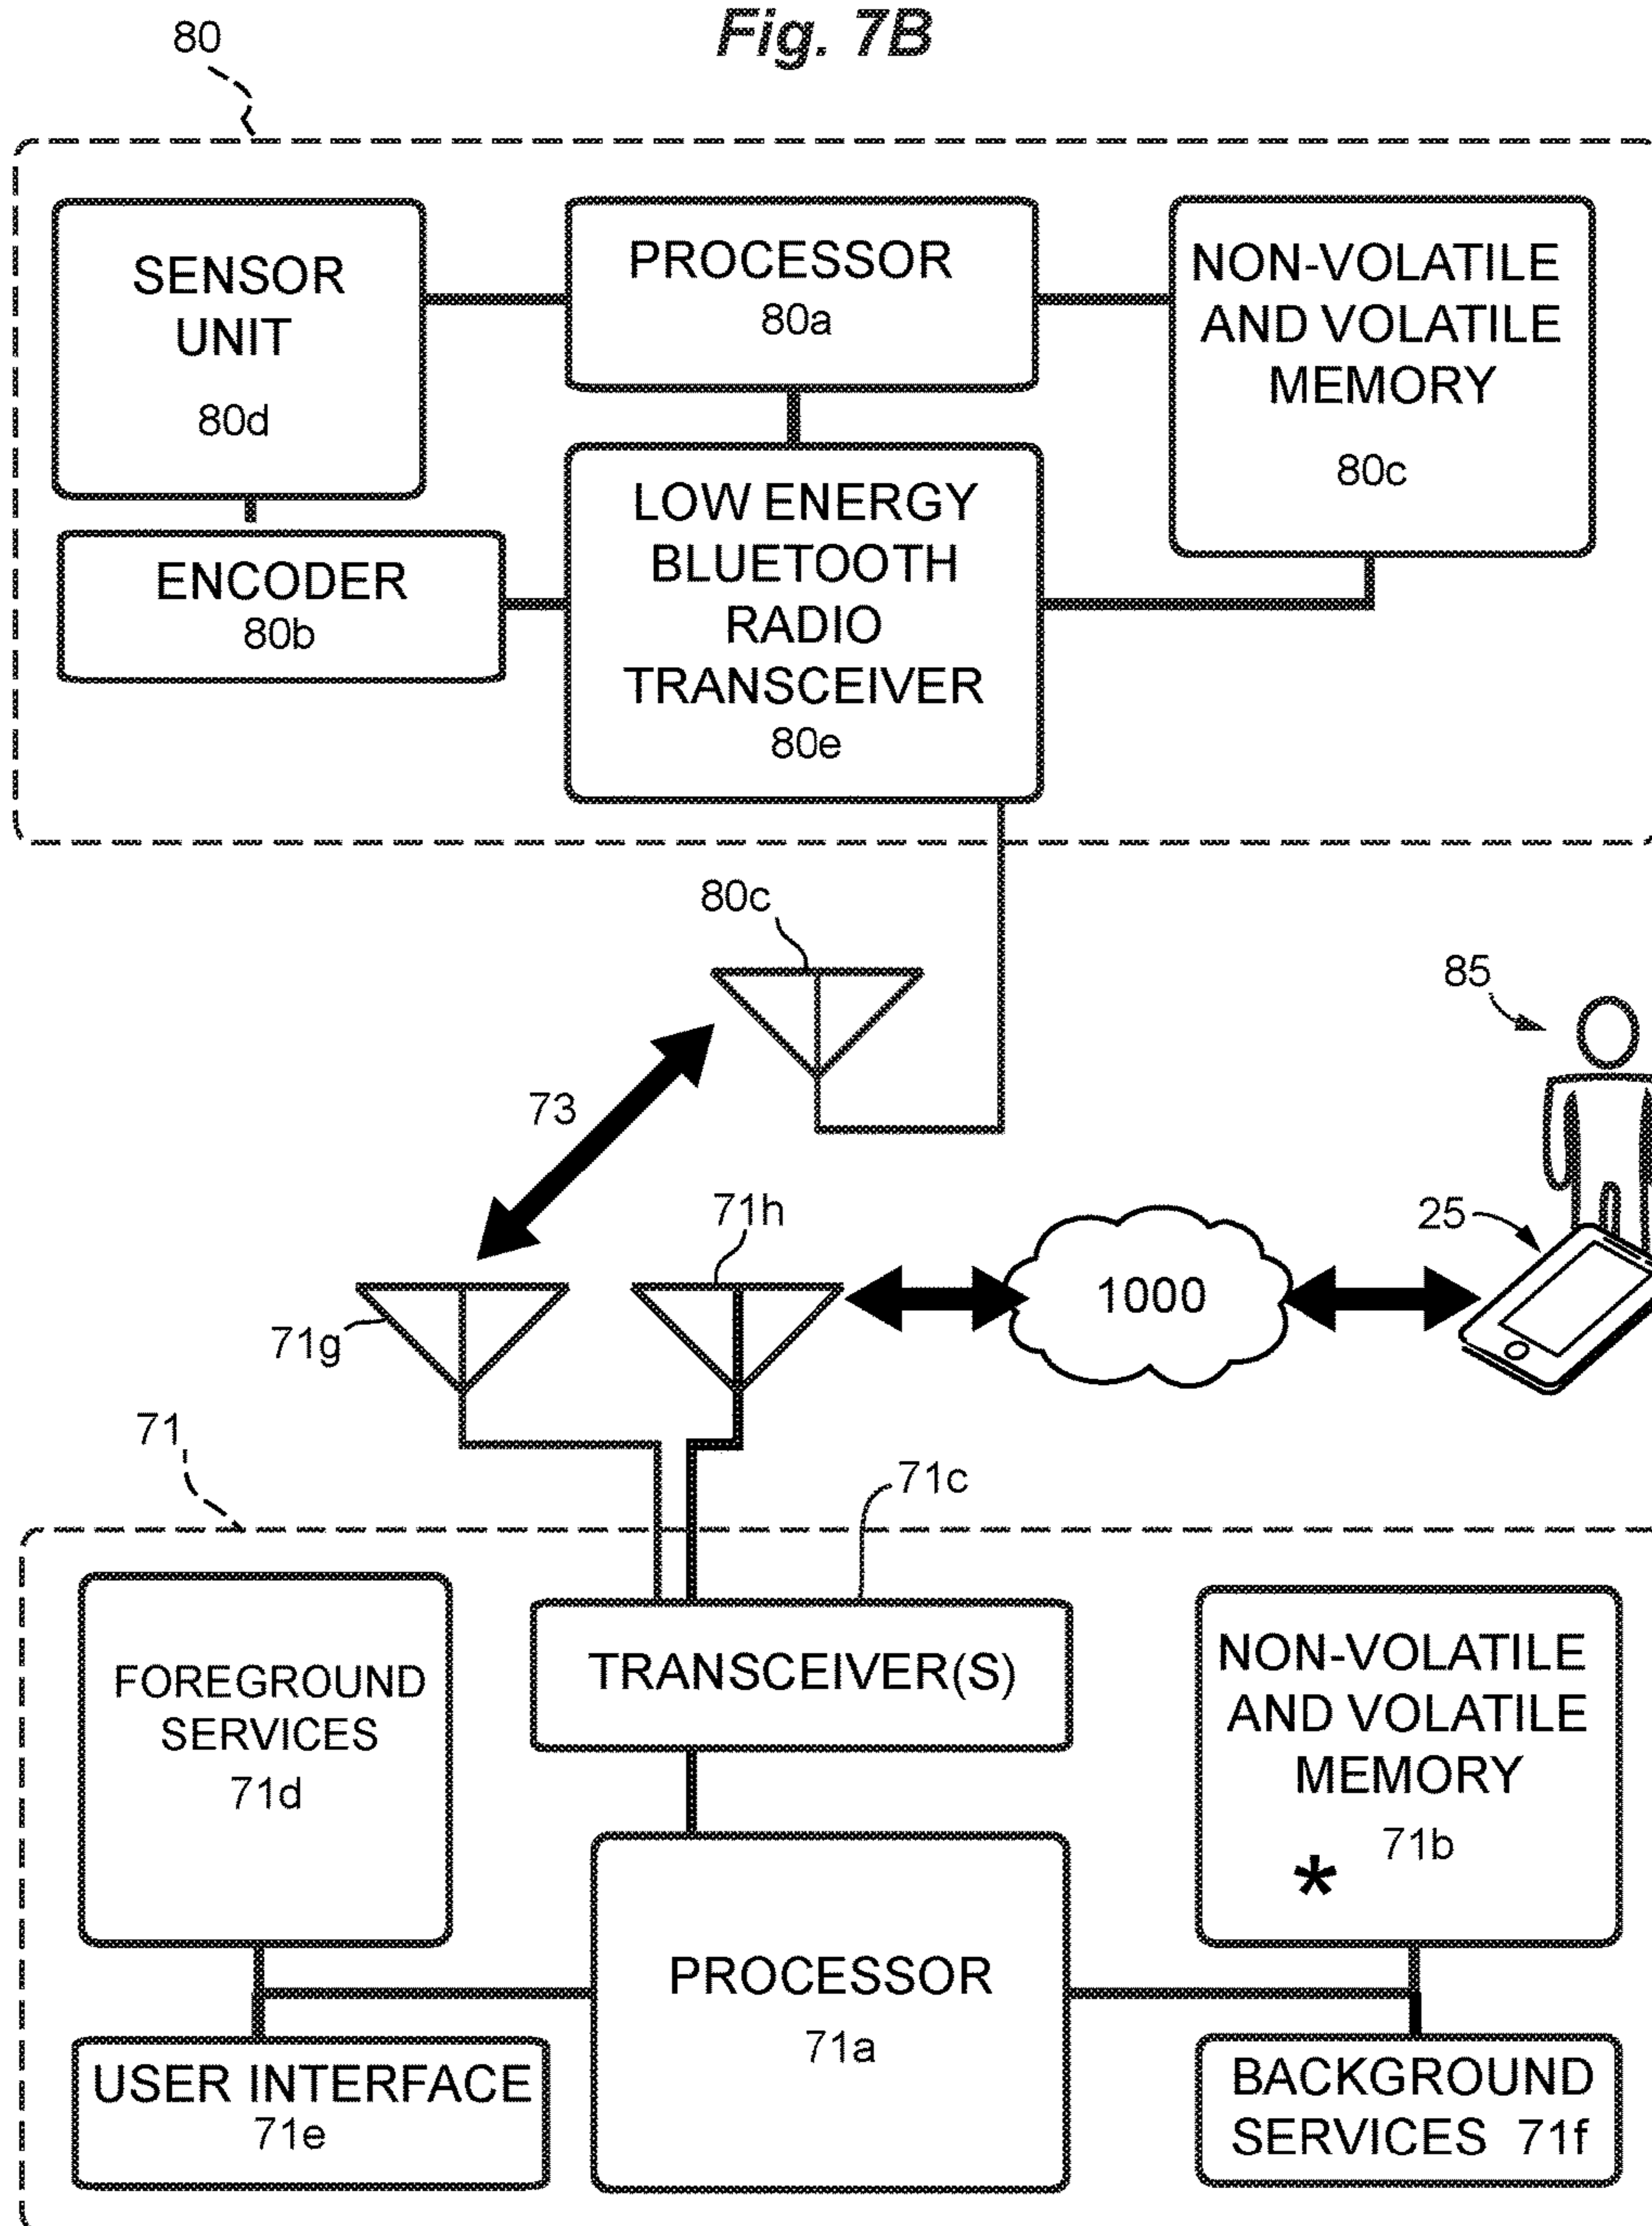 Fig. 7B
80
SENSOR
UNIT
80d
PROCESSOR
80a
NON-VOLATILE
AND VOLATILE
MEMORY
80c
ENCODER
80b
LOW ENERGY
BLUETOOTH
RADIO
TRANSCEIVER
80e
80c
85
73
71h
25
1000
71g
71
71c
FOREGROUND
SERVICES
71d
TRANSCEIVER(S)
NON-VOLATILE
AND VOLATILE
MEMORY
71b
*
PROCESSOR
71a
USER INTERFACE
71e
BACKGROUND
SERVICES 71f